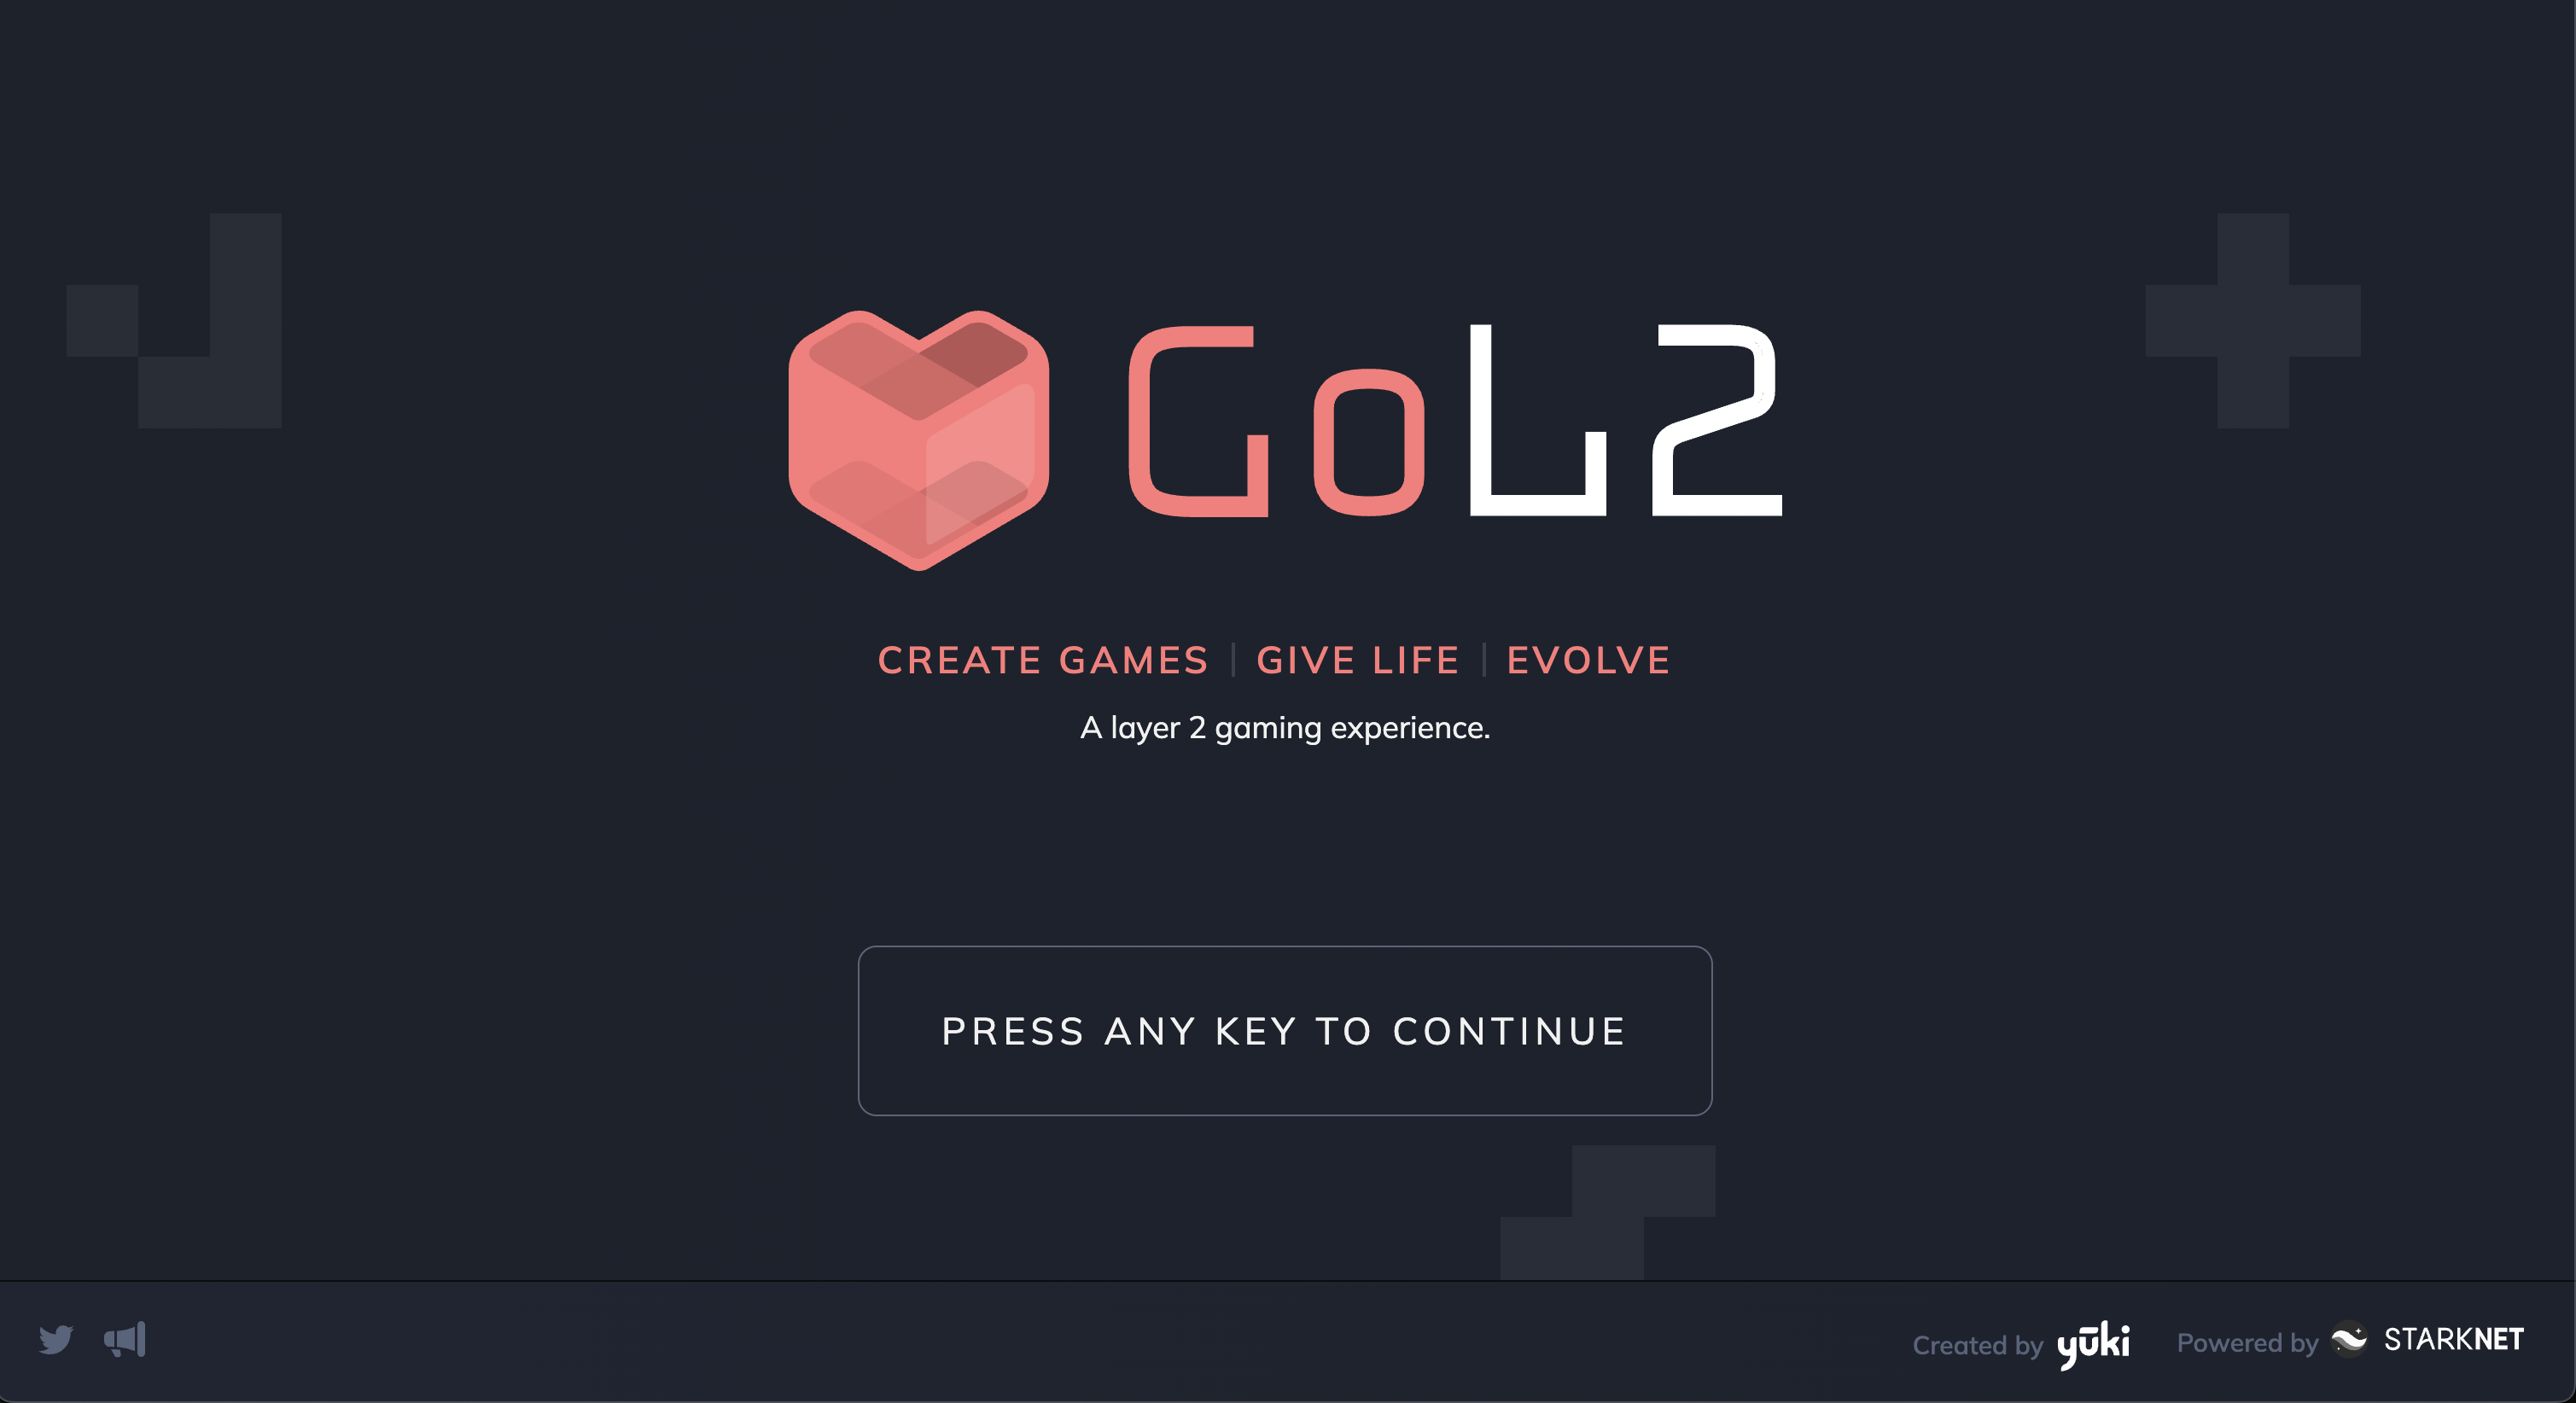 GoL2
CREATE GAMES | GIVE LIFE | EVOLVE
A layer 2 gaming experience.
PRESS ANY KEY TO CONTINUE
Created by yūki Powered by STARKNET